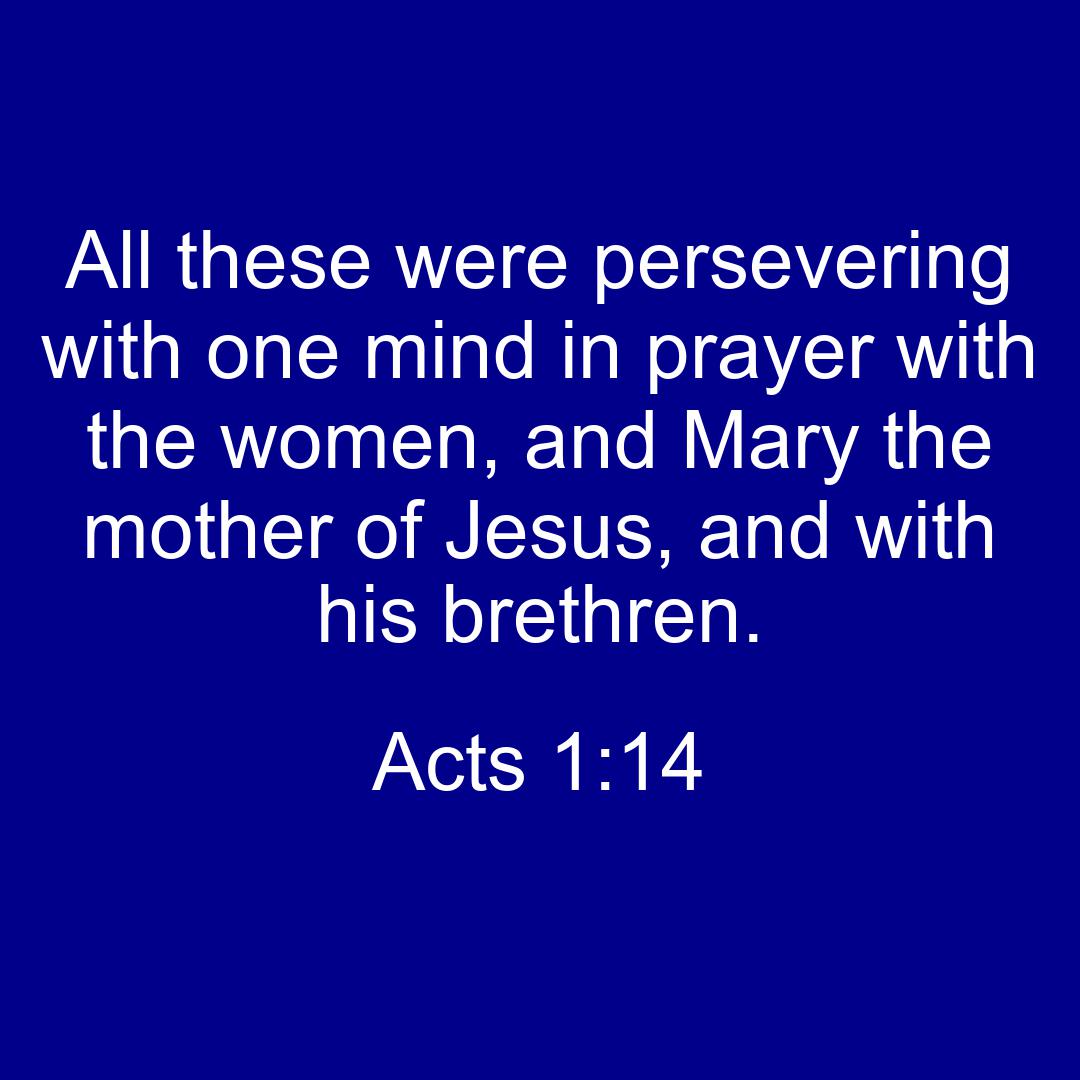 All these were persevering
with one mind in prayer with
the women, and Mary the
mother of Jesus, and with
his brethren.
Acts 1:14